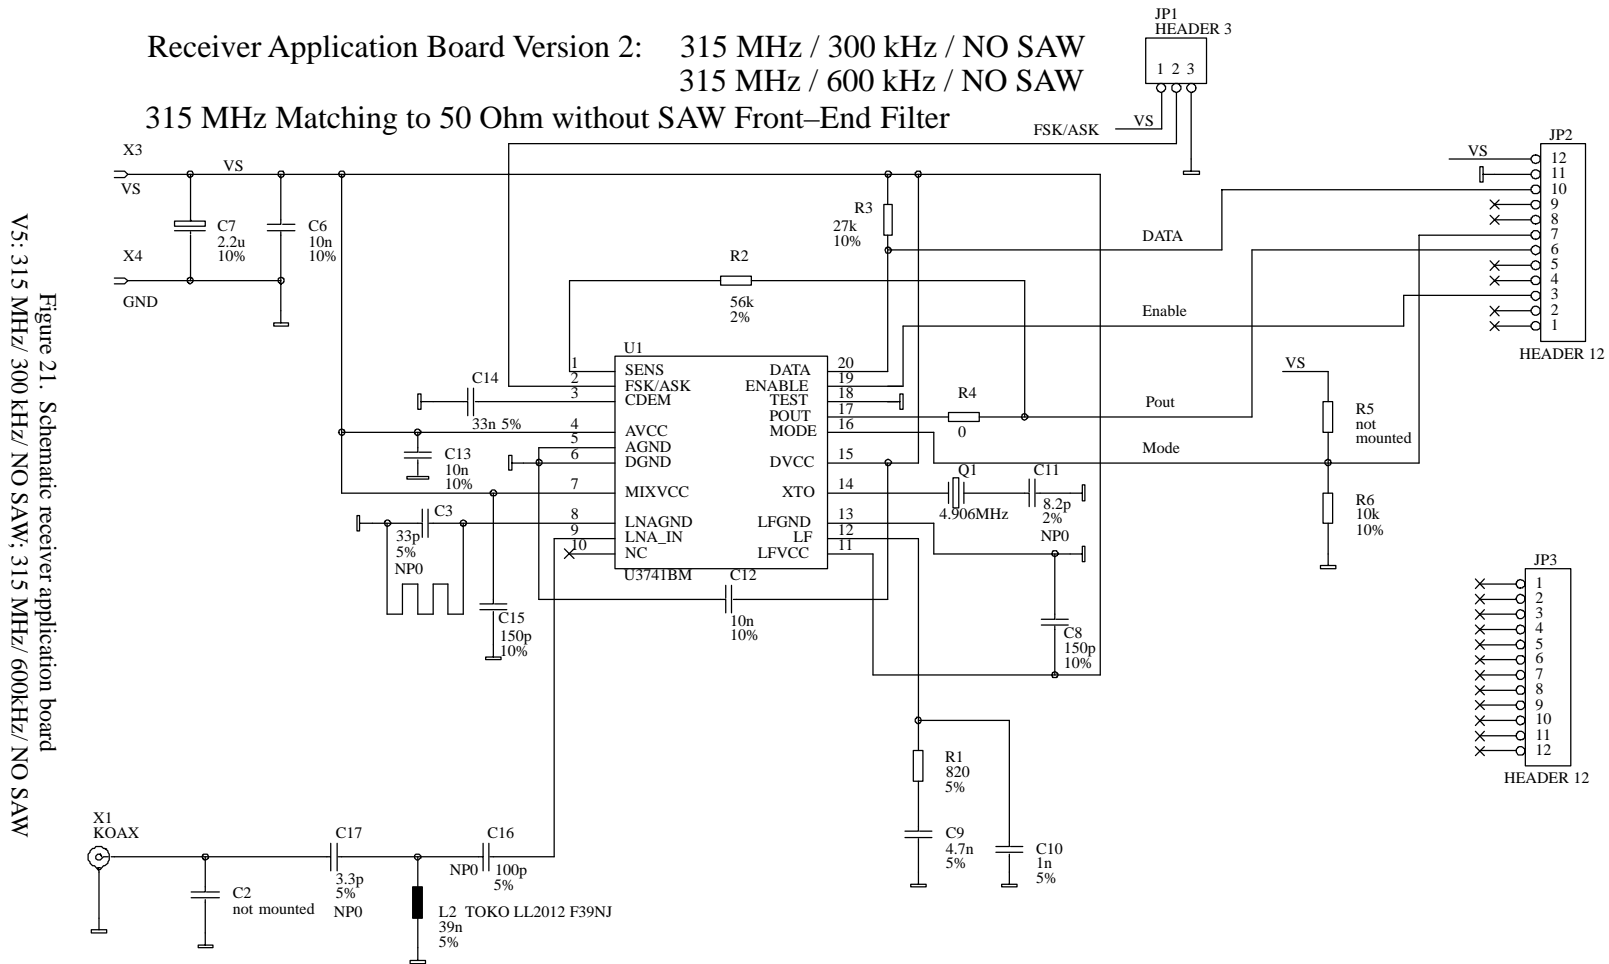 Receiver Application Board Version 2: 315 MHz / 300 kHz / NO SAW
315 MHz / 600 kHz / NO SAW
315 MHz Matching to 50 Ohm without SAW Front–End Filter
JP1
HEADER 3
1 2 3
FSK/ASK
VS
X3
VS
VS
C7
2.2u
10%
C6
10n
10%
X4
GND
R3
27k
10%
R2
56k
2%
DATA
Enable
Pout
Mode
JP2
VS
12
11
10
9
8
7
6
5
4
3
2
1
HEADER 12
VS
R5
not
mounted
R6
10k
10%
U1
1 SENS
2 FSK/ASK
3 CDEM
4 AVCC
5 AGND
6 DGND
7 MIXVCC
8 LNAGND
9 LNA_IN
10 NC
DATA 20
ENABLE 19
TEST 18
POUT 17
MODE 16
DVCC 15
XTO 14
LFGND 13
LF 12
LFVCC 11
U3741BM
C14
33n 5%
C13
10n
10%
C3
33p
5%
NP0
C15
150p
10%
C12
10n
10%
R4
0
Q1
4.906MHz
C11
8.2p
2%
NP0
C8
150p
10%
R1
820
5%
C9
4.7n
5%
C10
1n
5%
JP3
1
2
3
4
5
6
7
8
9
10
11
12
HEADER 12
X1
KOAX
C2
not mounted
C17
3.3p
5%
NP0
C16
NP0 100p
5%
L2 TOKO LL2012 F39NJ
39n
5%
Figure 21. Schematic receiver application board
V5: 315 MHz/ 300 kHz/ NO SAW; 315 MHz/ 600kHz/ NO SAW